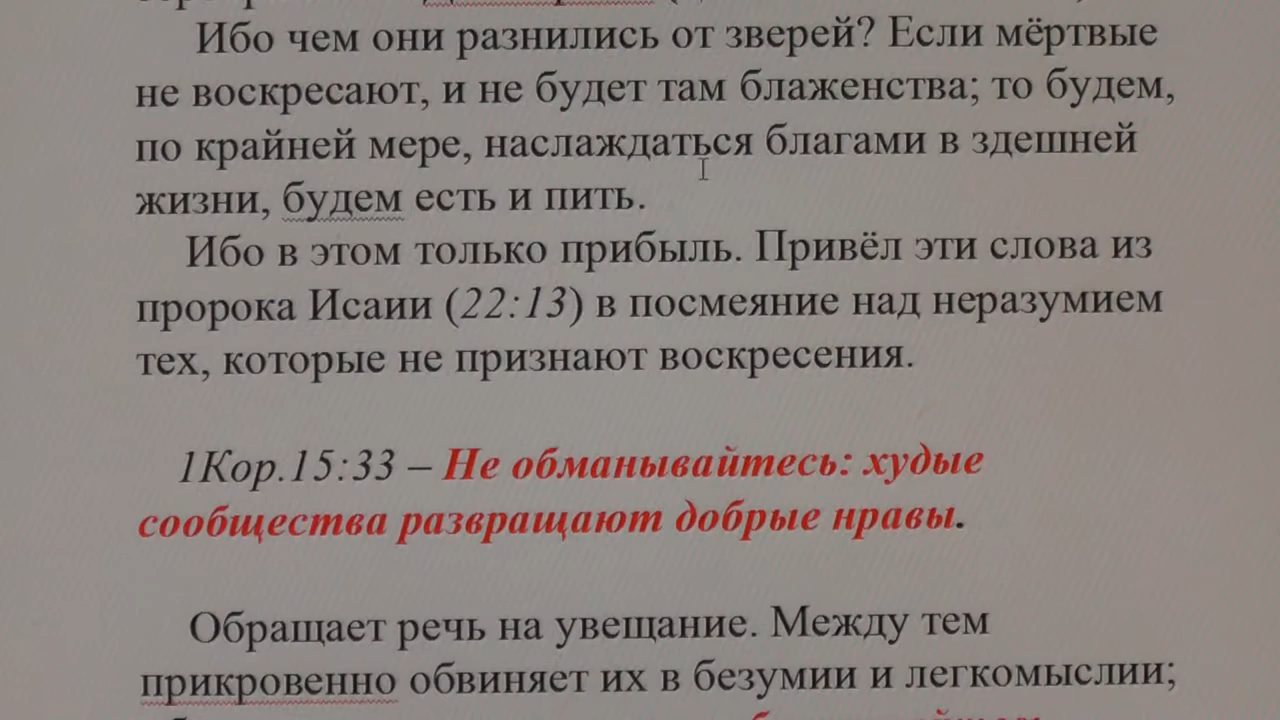 Ибо чем они разнились от зверей? Если мёртвые
не воскресают, и не будет там блаженства; то будем,
по крайней мере, наслаждаться благами в здешней
жизни, будем есть и пить.
Ибо в этом только прибыль. Привёл эти слова из
пророка Исаии (22:13) в посмеяние над неразумием
тех, которые не признают воскресения.
1Кор.15:33 – Не обманывайтесь: худые
сообщества развращают добрые нравы.
Обращает речь на увещание. Между тем
прикровенно обвиняет их в безумии и легкомыслии;